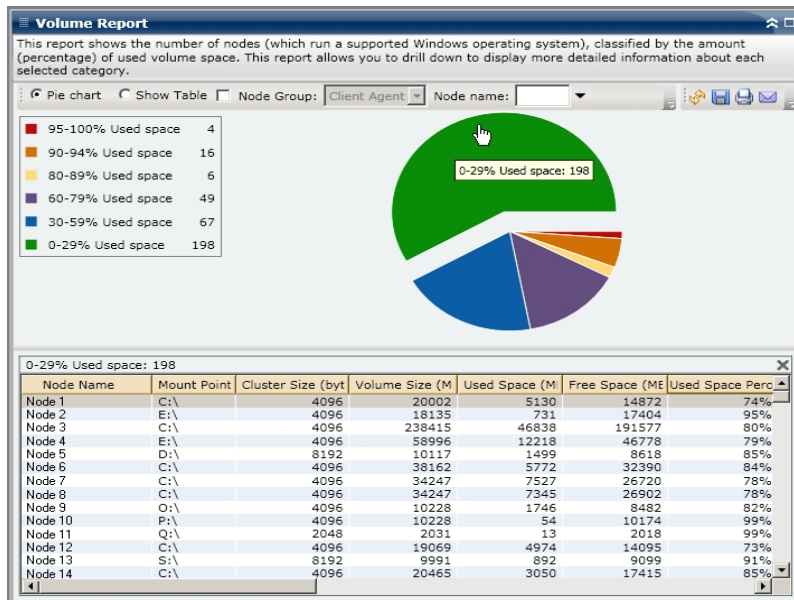 Volume Report
This report shows the number of nodes (which run a supported Windows operating system), classified by the amount
(percentage) of used volume space. This report allows you to drill down to display more detailed information about each
selected category.
Pie chart Show Table Node Group: Client Agent Node name:
95-100% Used space 4
90-94% Used space 16
80-89% Used space 6
60-79% Used space 49
30-59% Used space 67
0-29% Used space 198
0-29% Used space: 198
0-29% Used space: 198
Node Name Mount Point Cluster Size (byt Volume Size (M Used Space (M Free Space (ME Used Space Perc
Node 1 C:\ 4096 20002 5130 14872 74%
Node 2 E:\ 4096 18135 731 17404 95%
Node 3 C:\ 4096 238415 46838 191577 80%
Node 4 E:\ 4096 58996 12218 46778 79%
Node 5 D:\ 8192 10117 1499 8618 85%
Node 6 C:\ 4096 38162 5772 32390 84%
Node 7 C:\ 4096 34247 7527 26720 78%
Node 8 C:\ 4096 34247 7345 26902 78%
Node 9 O:\ 4096 10228 1746 8482 82%
Node 10 P:\ 4096 10228 54 10174 99%
Node 11 Q:\ 2048 2031 13 2018 99%
Node 12 C:\ 4096 19069 4974 14095 73%
Node 13 S:\ 8192 9991 892 9099 91%
Node 14 C:\ 4096 20465 3050 17415 85%